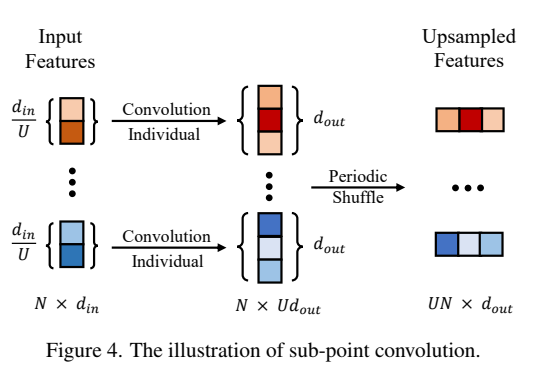 Input
Features
Upsampled
Features
d_in
U
Convolution
Individual
d_out
Periodic
Shuffle
d_in
U
Convolution
Individual
d_out
N × d_in
N × Ud_out
UN × d_out
Figure 4. The illustration of sub-point convolution.